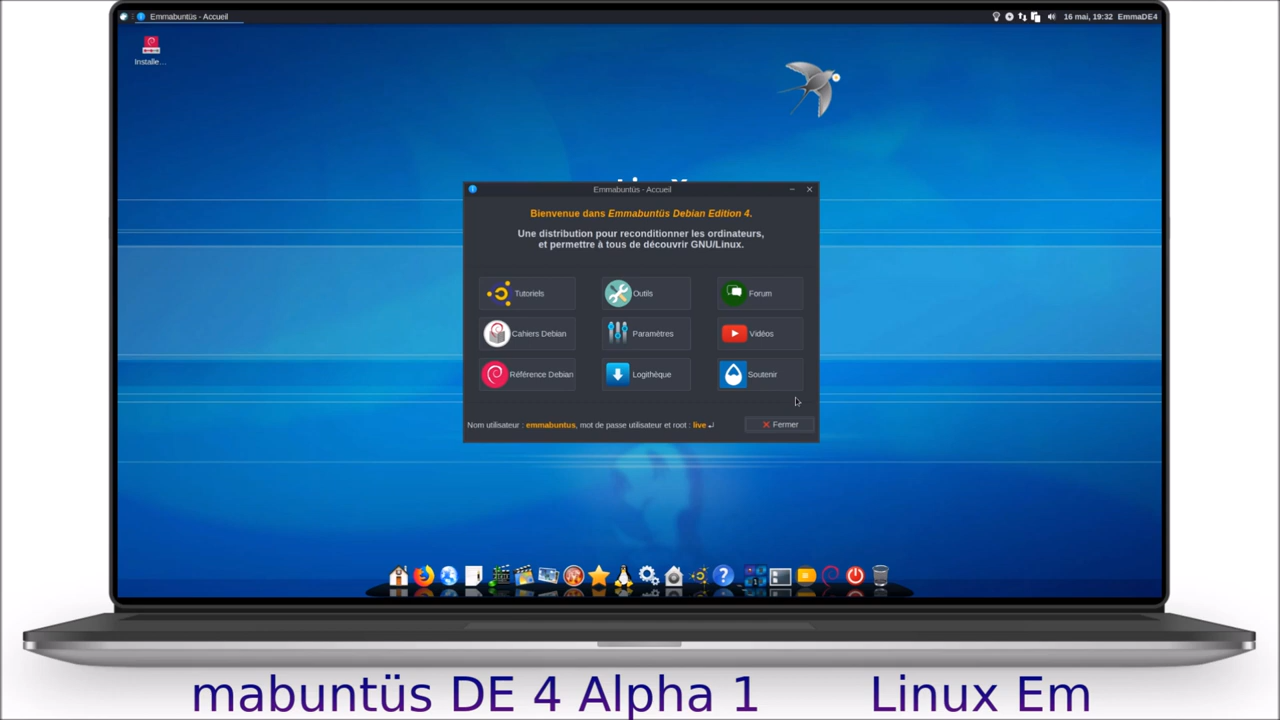 Emmabuntüs - Accueil
16 mai, 19:32 EmmaDE4
Installe...
Emmabuntüs - Accueil
Bienvenue dans Emmabuntüs Debian Edition 4.
Une distribution pour reconditionner les ordinateurs,
et permettre à tous de découvrir GNU/Linux.
Tutoriels Outils Forum
Cahiers Debian Paramètres Vidéos
Référence Debian Logithèque Soutenir
Nom utilisateur : emmabuntus, mot de passe utilisateur et root : live ↲ Fermer
mabuntüs DE 4 Alpha 1 Linux Em